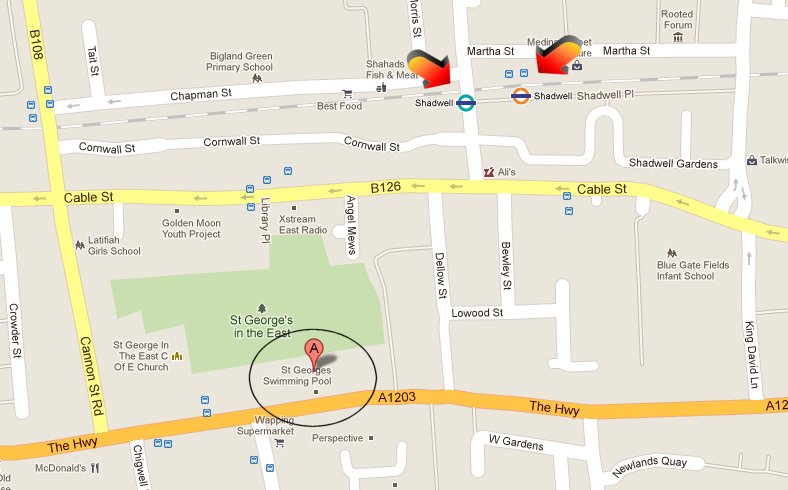 B108
Tait St
Morris St
Martha St
Martha St
Rooted
Forum
Bigland Green
Primary School
Shahads
Fish & Meat
Chapman St
Best Food
Shadwell
Shadwell
Shadwell Pl
Cornwall St
Cornwall St
Cornwall St
Ali's
Shadwell Gardens
Cable St
B126
Cable St
Golden Moon
Youth Project
Library Pl
Xstream
East Radio
Angel Mews
Latifiah
Girls School
Dellow St
Bewley St
Blue Gate Fields
Infant School
Crowder St
Cannon St Rd
St George's
in the East
Lowood St
King David Ln
St George In
The East C
Of E Church
A
St Georges
Swimming Pool
A1203
The Hwy
The Hwy
Wapping
Supermarket
Perspective
W Gardens
Newlands Quay
McDonald's
Chigwell
Old